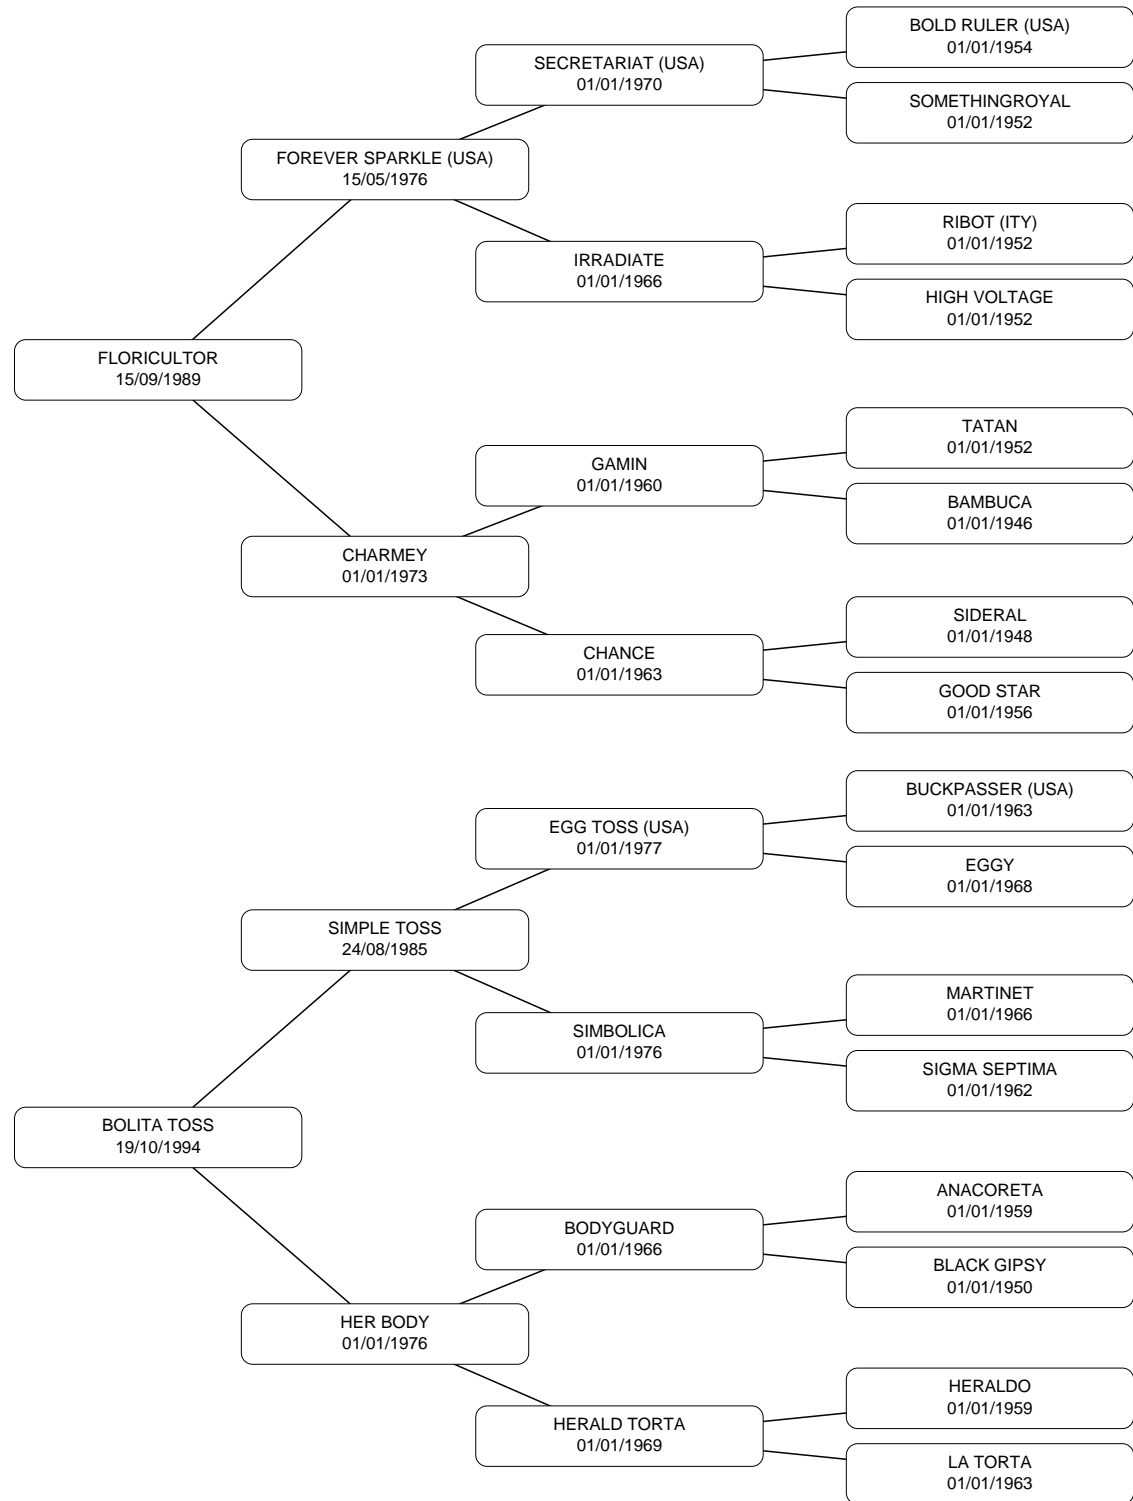 BOLD RULER (USA)
01/01/1954
SECRETARIAT (USA)
01/01/1970
SOMETHINGROYAL
01/01/1952
FOREVER SPARKLE (USA)
15/05/1976
RIBOT (ITY)
01/01/1952
IRRADIATE
01/01/1966
HIGH VOLTAGE
01/01/1952
FLORICULTOR
15/09/1989
TATAN
01/01/1952
GAMIN
01/01/1960
BAMBUCA
01/01/1946
CHARMEY
01/01/1973
SIDERAL
01/01/1948
CHANCE
01/01/1963
GOOD STAR
01/01/1956
BUCKPASSER (USA)
01/01/1963
EGG TOSS (USA)
01/01/1977
EGGY
01/01/1968
SIMPLE TOSS
24/08/1985
MARTINET
01/01/1966
SIMBOLICA
01/01/1976
SIGMA SEPTIMA
01/01/1962
BOLITA TOSS
19/10/1994
ANACORETA
01/01/1959
BODYGUARD
01/01/1966
BLACK GIPSY
01/01/1950
HER BODY
01/01/1976
HERALDO
01/01/1959
HERALD TORTA
01/01/1969
LA TORTA
01/01/1963